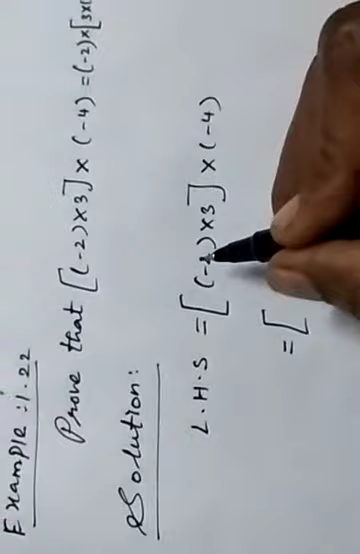 Example: 1.22
Prove that [(-2)×3]×(-4)=(-2)×[3×(
Solution:
L.H.S = [(-2)×3]×(-4)
= [